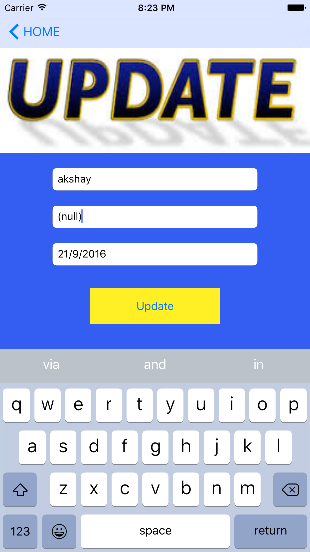 Carrier 8:23 PM
HOME
UPDATE
akshay
(null)
21/9/2016
Update
via and in
q w e r t y u i o p
a s d f g h j k l
z x c v b n m
123 space return